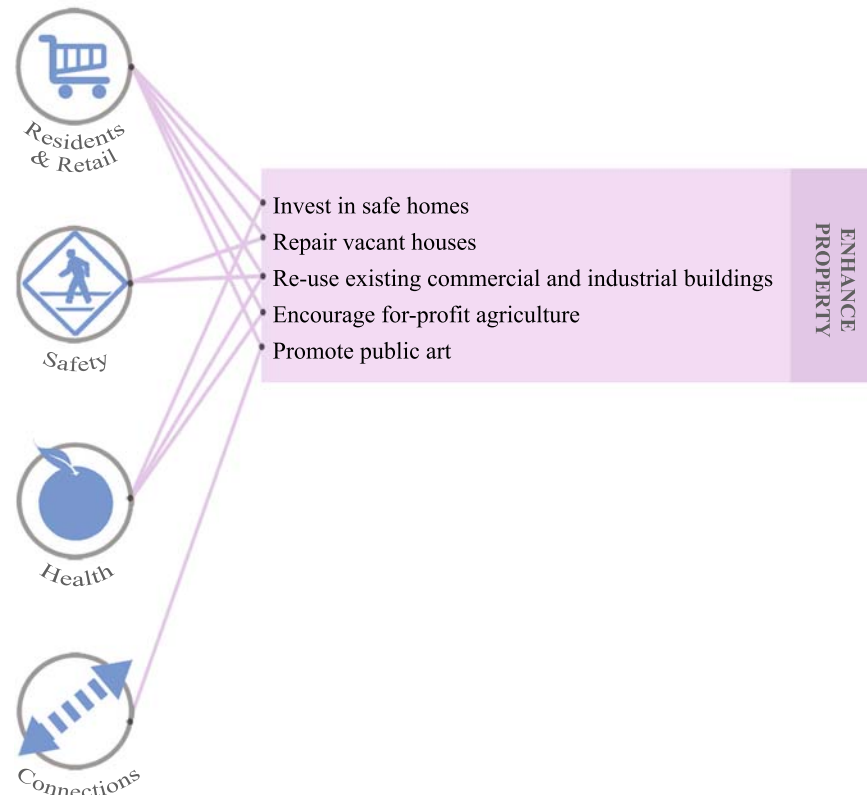 Residents
& Retail
Safety
Health
Connections
Invest in safe homes
Repair vacant houses
Re-use existing commercial and industrial buildings
Encourage for-profit agriculture
Promote public art
ENHANCE
PROPERTY